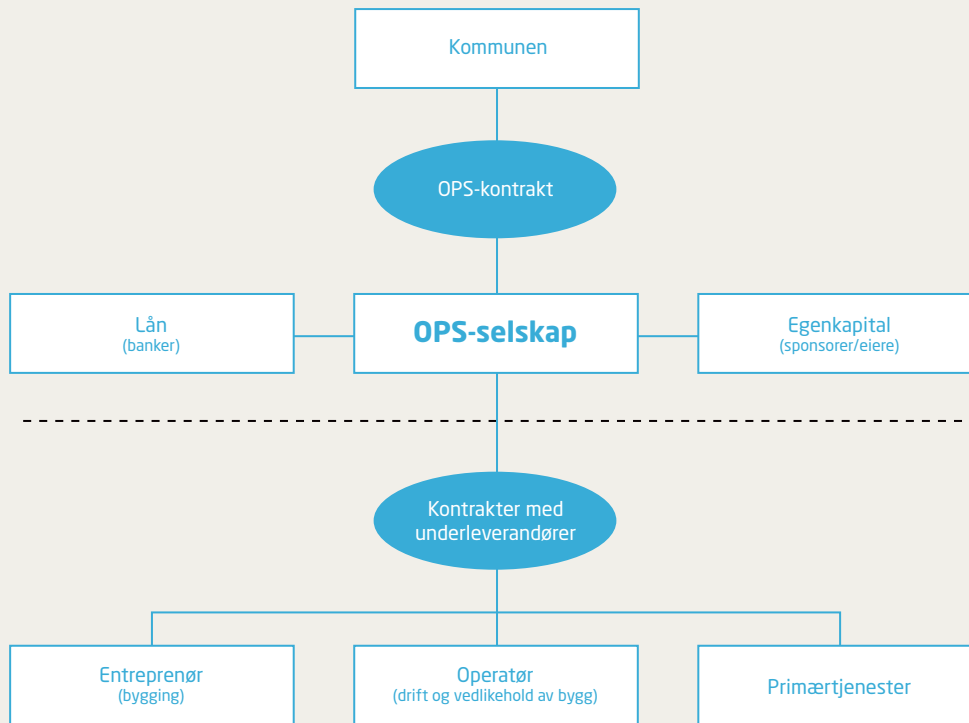 Kommunen
OPS-kontrakt
Lån
(banker)
OPS-selskap
Egenkapital
(sponsorer/eiere)
Kontrakter med
underleverandører
Entreprenør
(bygging)
Operatør
(drift og vedlikehold av bygg)
Primærtjenester